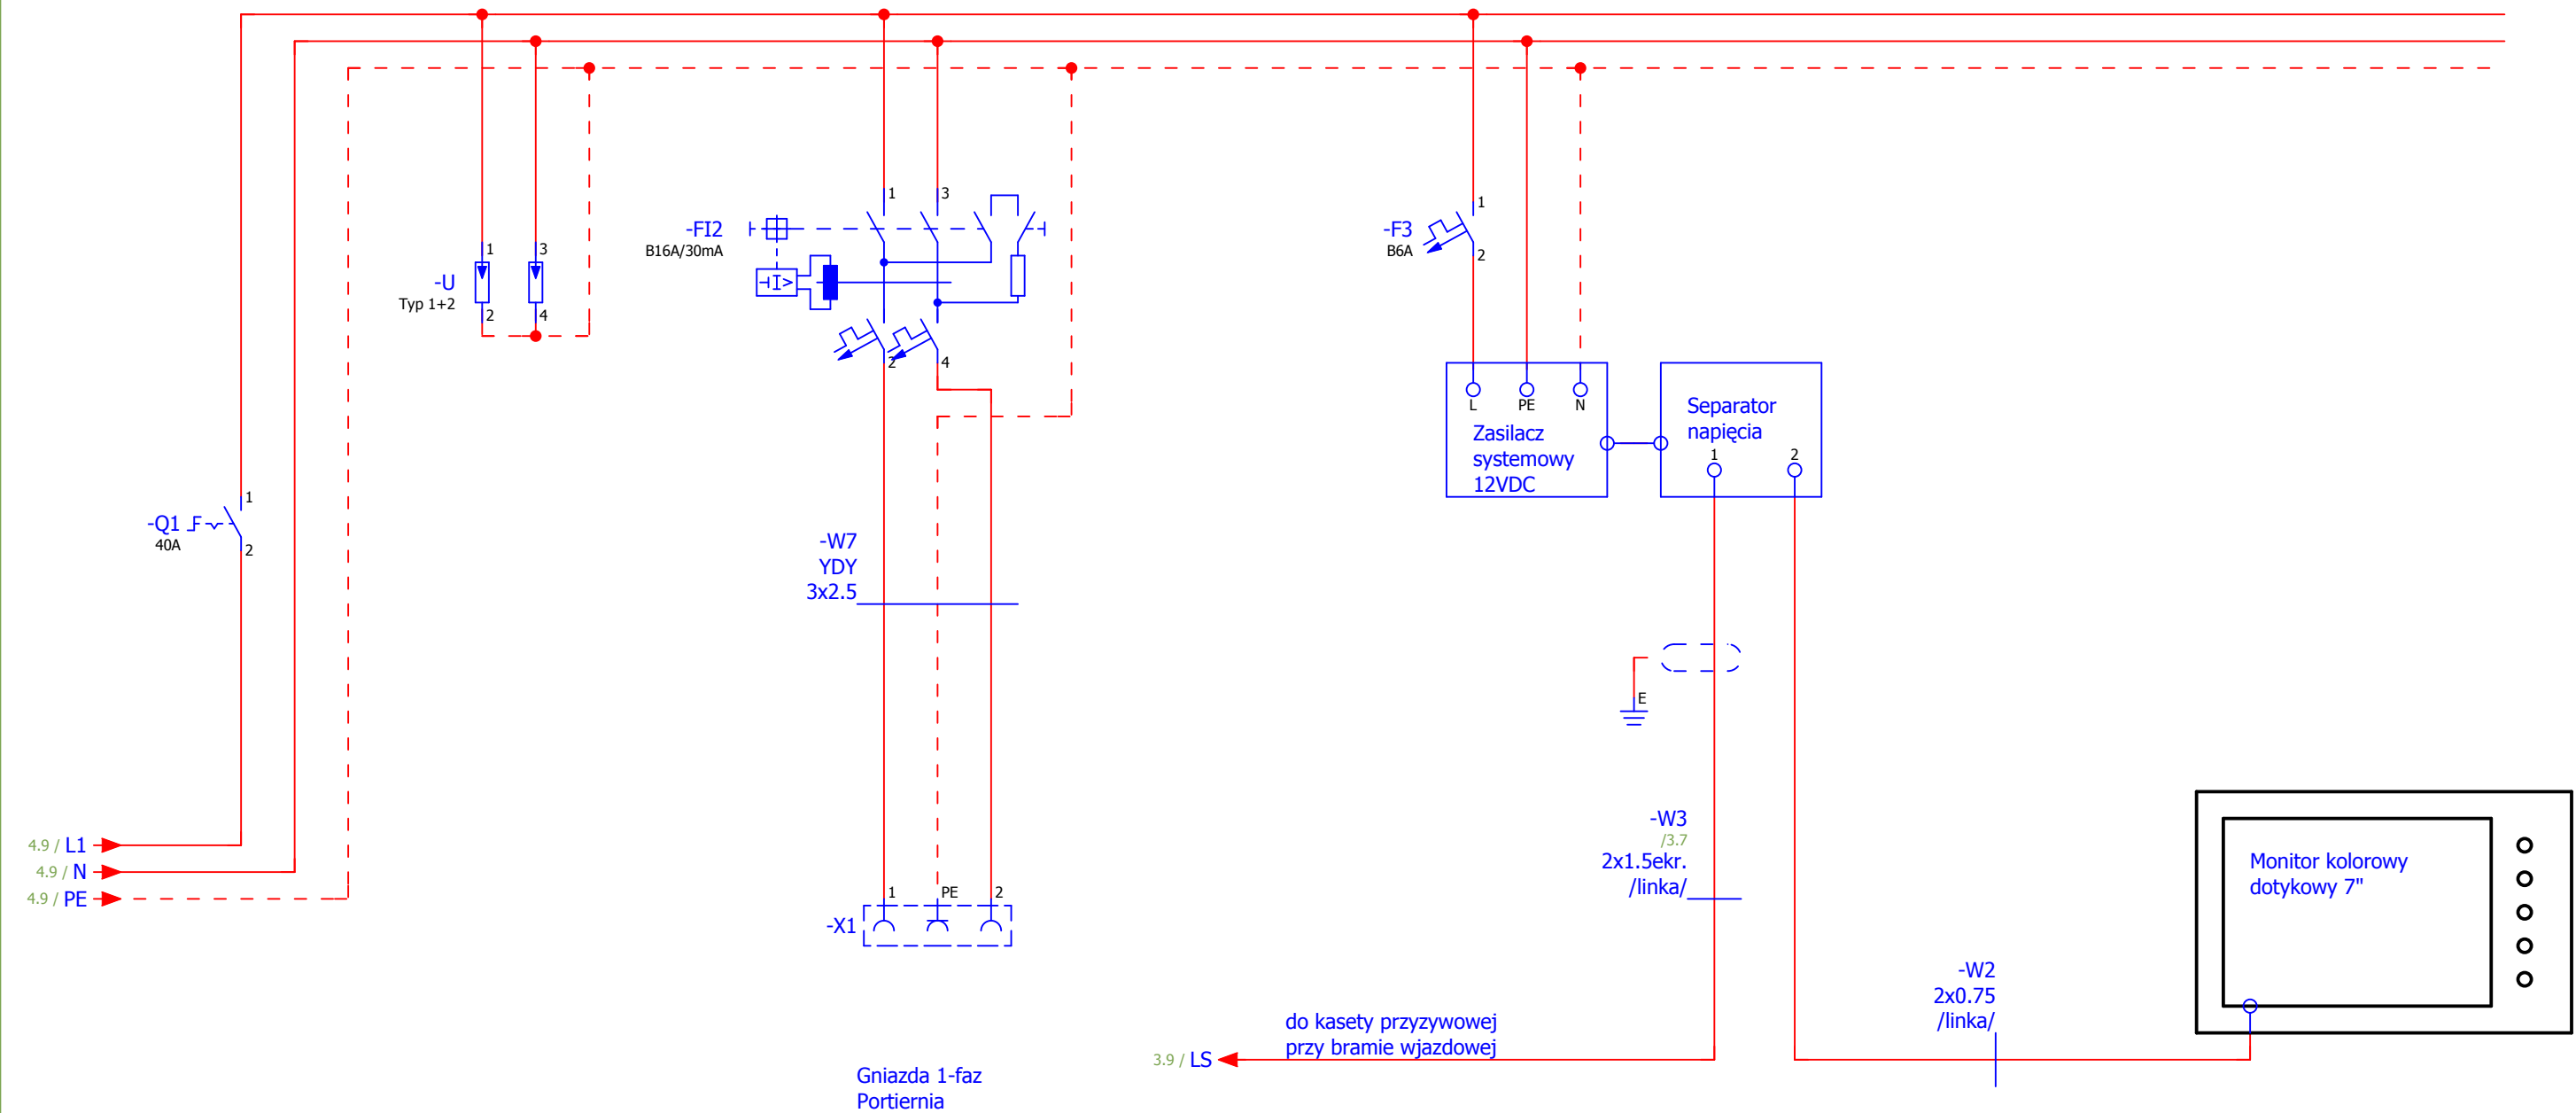 1
3
-FI2
B16A/30mA
1
-F3
B6A
2
1
3
-U
Typ 1+2
2
4
I>
2
4
L
PE
N
Zasilacz
systemowy
12VDC
Separator
napięcia
1
2
1
-Q1
40A
2
-W7
YDY
3x2.5
E
-W3
/3.7
2x1.5ekr.
/linka/
4.9 / L1
4.9 / N
4.9 / PE
Monitor kolorowy
dotykowy 7"
1
PE
2
-X1
-W2
2x0.75
/linka/
do kasety przyzywowej
przy bramie wjazdowej
3.9 / LS
Gniazda 1-faz
Portiernia